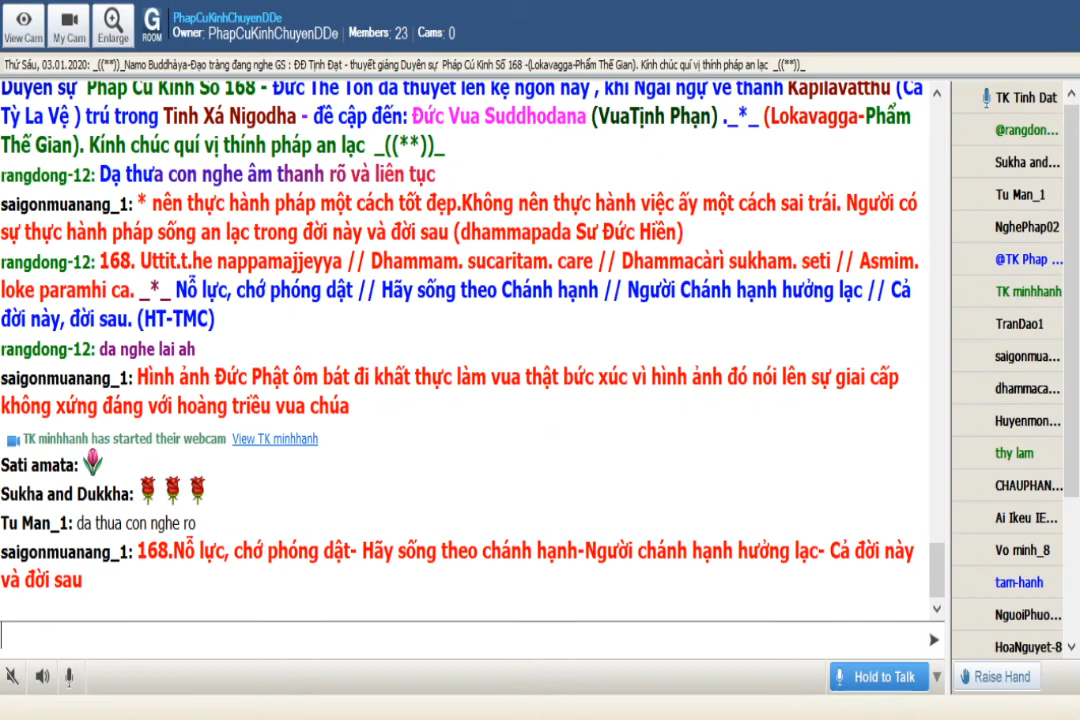 PhapCuKinhChuyenDDe
Owner: PhapCuKinhChuyenDDe | Members: 23 | Cams: 0
View Cam
My Cam
Enlarge
G
ROOM
Thứ Sáu, 03.01.2020: _((**))_Namo Buddhàya-Đạo tràng đang nghe GS : ĐĐ Tịnh Đạt - thuyết giảng Duyên sự Pháp Cú Kinh Số 168 -(Lokavagga-Phẩm Thế Gian). Kính chúc quí vị thính pháp an lạc _((**))_
Duyên sự Pháp Cú Kinh Số 168 - Đức Thế Tôn đã thuyết lên kệ ngôn này , khi Ngài ngự về thành Kapilavatthu (Ca
Tỳ La Vệ ) trú trong Tinh Xá Nigodha - đề cập đến: Đức Vua Suddhodana (VuaTịnh Phạn) ._*_ (Lokavagga-Phẩm
Thế Gian). Kính chúc quí vị thính pháp an lạc _((**))_
rangdong-12: Dạ thưa con nghe âm thanh rõ và liên tục
saigonmuanang_1: * nên thực hành pháp một cách tốt đẹp.Không nên thực hành việc ấy một cách sai trái. Người có
sự thực hành pháp sống an lạc trong đời này và đời sau (dhammapada Sư Đức Hiền)
rangdong-12: 168. Uttit.t.he nappamajjeyya // Dhammam. sucaritam. care // Dhammacàrì sukham. seti // Asmim.
loke paramhi ca. _*_ Nỗ lực, chớ phóng dật // Hãy sống theo Chánh hạnh // Người Chánh hạnh hưởng lạc // Cả
đời này, đời sau. (HT-TMC)
rangdong-12: da nghe lai ah
saigonmuanang_1: Hình ảnh Đức Phật ôm bát đi khất thực làm vua thật bức xúc vì hình ảnh đó nói lên sự giai cấp
không xứng đáng với hoàng triều vua chúa
TK minhhanh has started their webcam View TK minhhanh
Sati amata:
Sukha and Dukkha:
Tu Man_1: da thua con nghe ro
saigonmuanang_1: 168.Nỗ lực, chớ phóng dật- Hãy sống theo chánh hạnh-Người chánh hạnh hưởng lạc- Cả đời này
và đời sau
Hold to Talk
TK Tinh Dat
@rangdon...
Sukha and...
Tu Man_1
NghePhap02
@TK Phap ...
TK minhhanh
TranDao1
saigonmua...
dhammaca...
Huyenmon...
thy lam
CHAUPHAN...
Ai Ikeu IE...
Vo minh_8
tam-hanh
NguoiPhuo...
HoaNguyet-8
Raise Hand